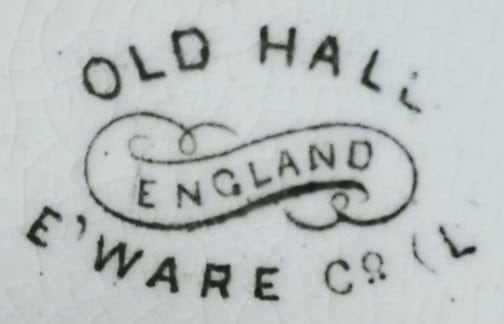 OLD HALL
ENGLAND
E'WARE Co (L